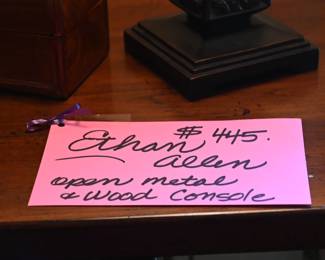 $445.
Ethan
Allen
open metal
& wood Console